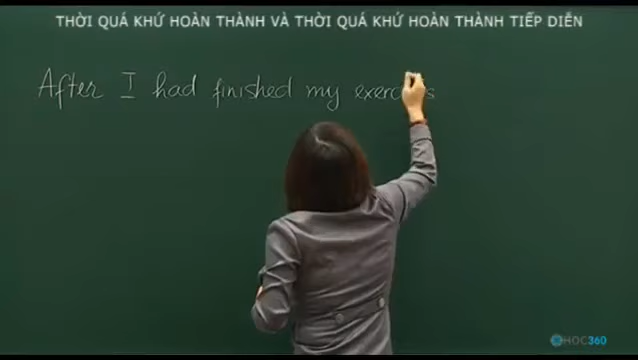 THỜI QUÁ KHỨ HOÀN THÀNH VÀ THỜI QUÁ KHỨ HOÀN THÀNH TIẾP DIỄN
After I had finished my
HOC360